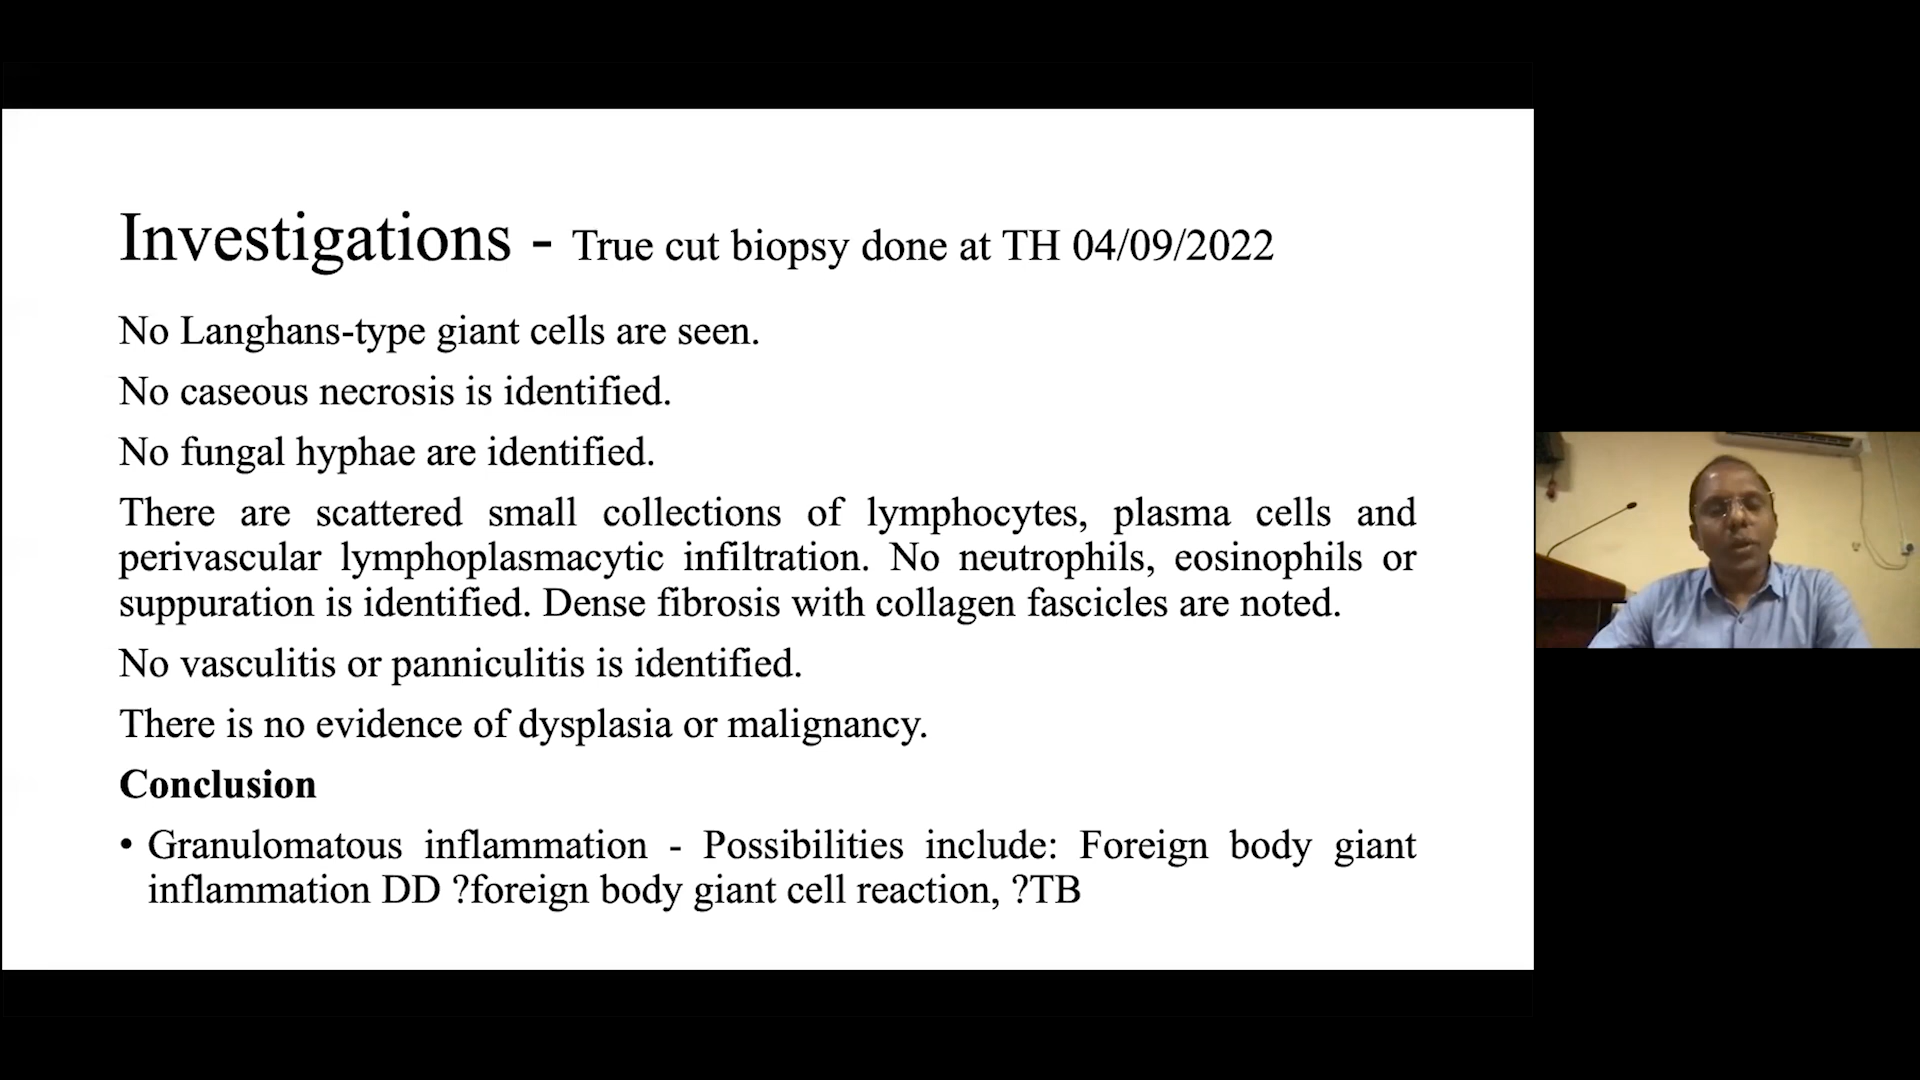 Investigations - True cut biopsy done at TH 04/09/2022
No Langhans-type giant cells are seen.
No caseous necrosis is identified.
No fungal hyphae are identified.
There are scattered small collections of lymphocytes, plasma cells and
perivascular lymphoplasmacytic infiltration. No neutrophils, eosinophils or
suppuration is identified. Dense fibrosis with collagen fascicles are noted.
No vasculitis or panniculitis is identified.
There is no evidence of dysplasia or malignancy.
Conclusion
• Granulomatous inflammation - Possibilities include: Foreign body giant
inflammation DD ?foreign body giant cell reaction, ?TB